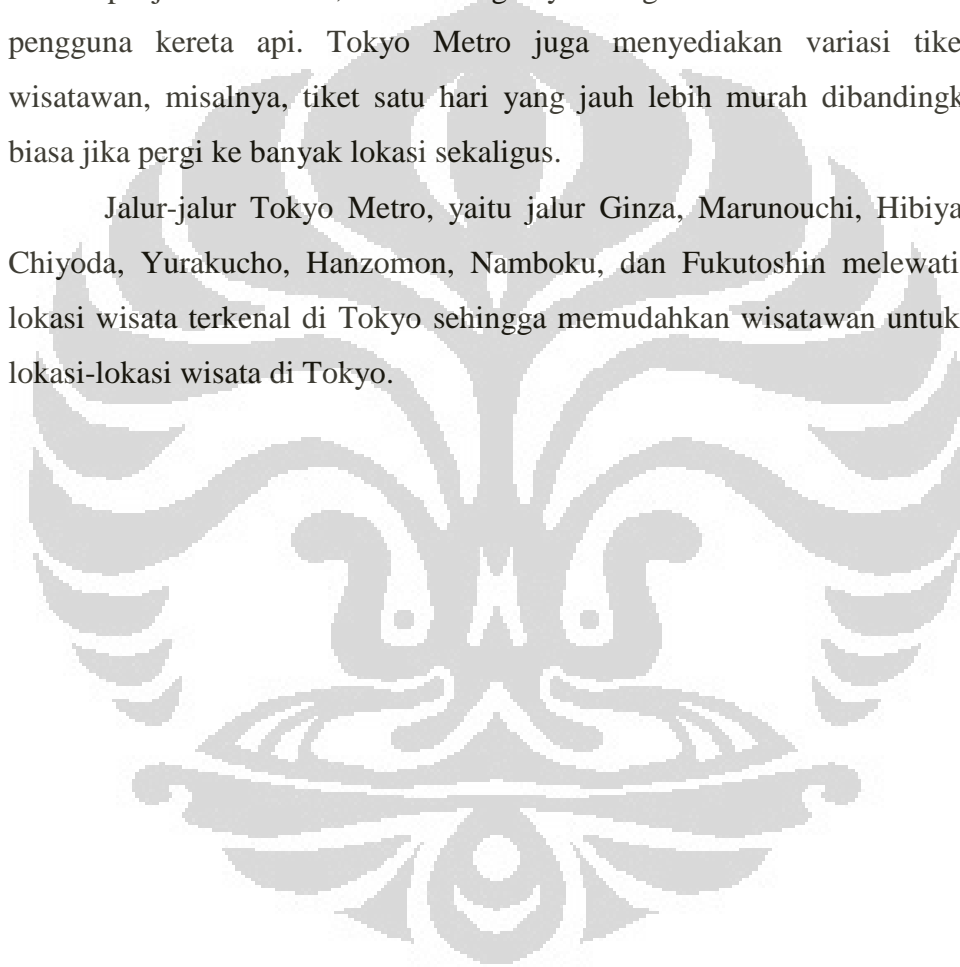 pengguna kereta api. Tokyo Metro juga menyediakan variasi tike
wisatawan, misalnya, tiket satu hari yang jauh lebih murah dibandingk
biasa jika pergi ke banyak lokasi sekaligus.
Jalur-jalur Tokyo Metro, yaitu jalur Ginza, Marunouchi, Hibiya
Chiyoda, Yurakucho, Hanzomon, Namboku, dan Fukutoshin melewati
lokasi wisata terkenal di Tokyo sehingga memudahkan wisatawan untuk
lokasi-lokasi wisata di Tokyo.